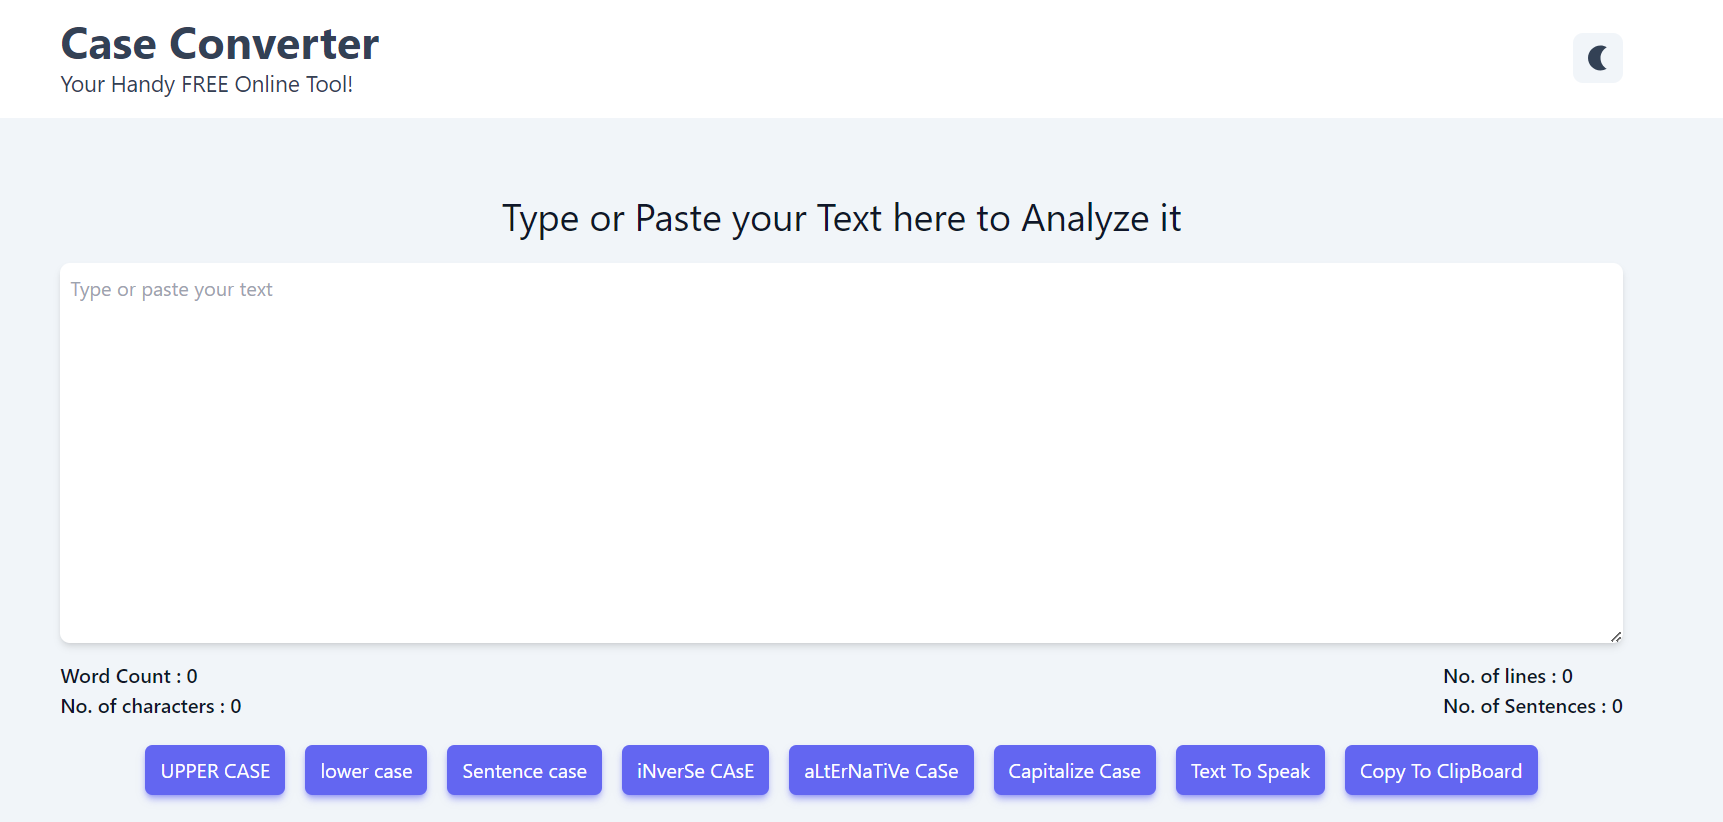 Case Converter
Your Handy FREE Online Tool!
Type or Paste your Text here to Analyze it
Type or paste your text
Word Count : 0
No. of characters : 0
No. of lines : 0
No. of Sentences : 0
UPPER CASE
lower case
Sentence case
iNverSe CAsE
aLtErNaTiVe CaSe
Capitalize Case
Text To Speak
Copy To ClipBoard